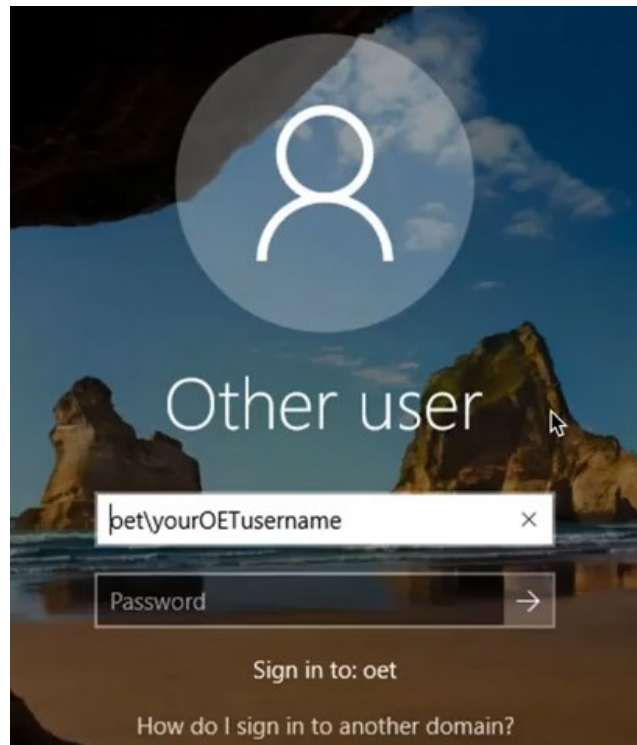 Other user
oet\yourOETusername
Password
Sign in to: oet
How do I sign in to another domain?